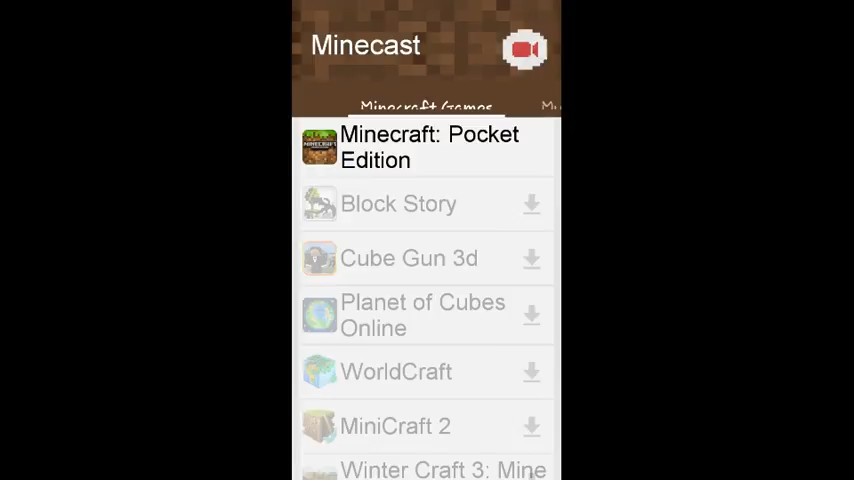 Minecast
Minecraft Games
My
Minecraft: Pocket
Edition
Block Story
Cube Gun 3d
Planet of Cubes
Online
WorldCraft
MiniCraft 2
Winter Craft 3: Mine